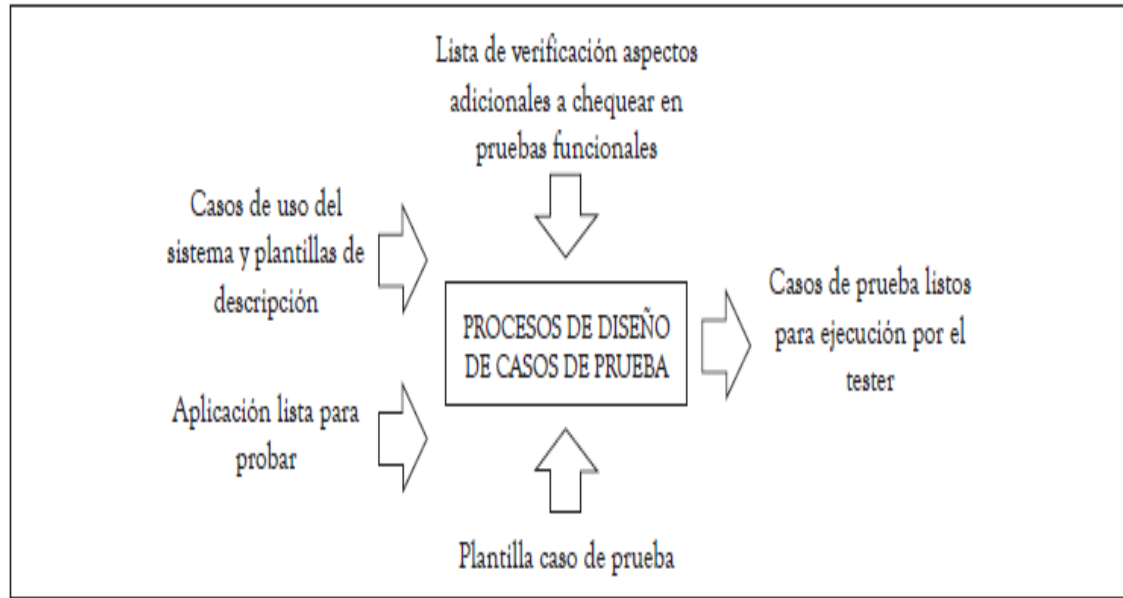 Lista de verificación aspectos
adicionales a chequear en
pruebas funcionales
Casos de uso del
sistema y plantillas de
descripción
PROCESOS DE DISEÑO
DE CASOS DE PRUEBA
Casos de prueba listos
para ejecución por el
tester
Aplicación lista para
probar
Plantilla caso de prueba